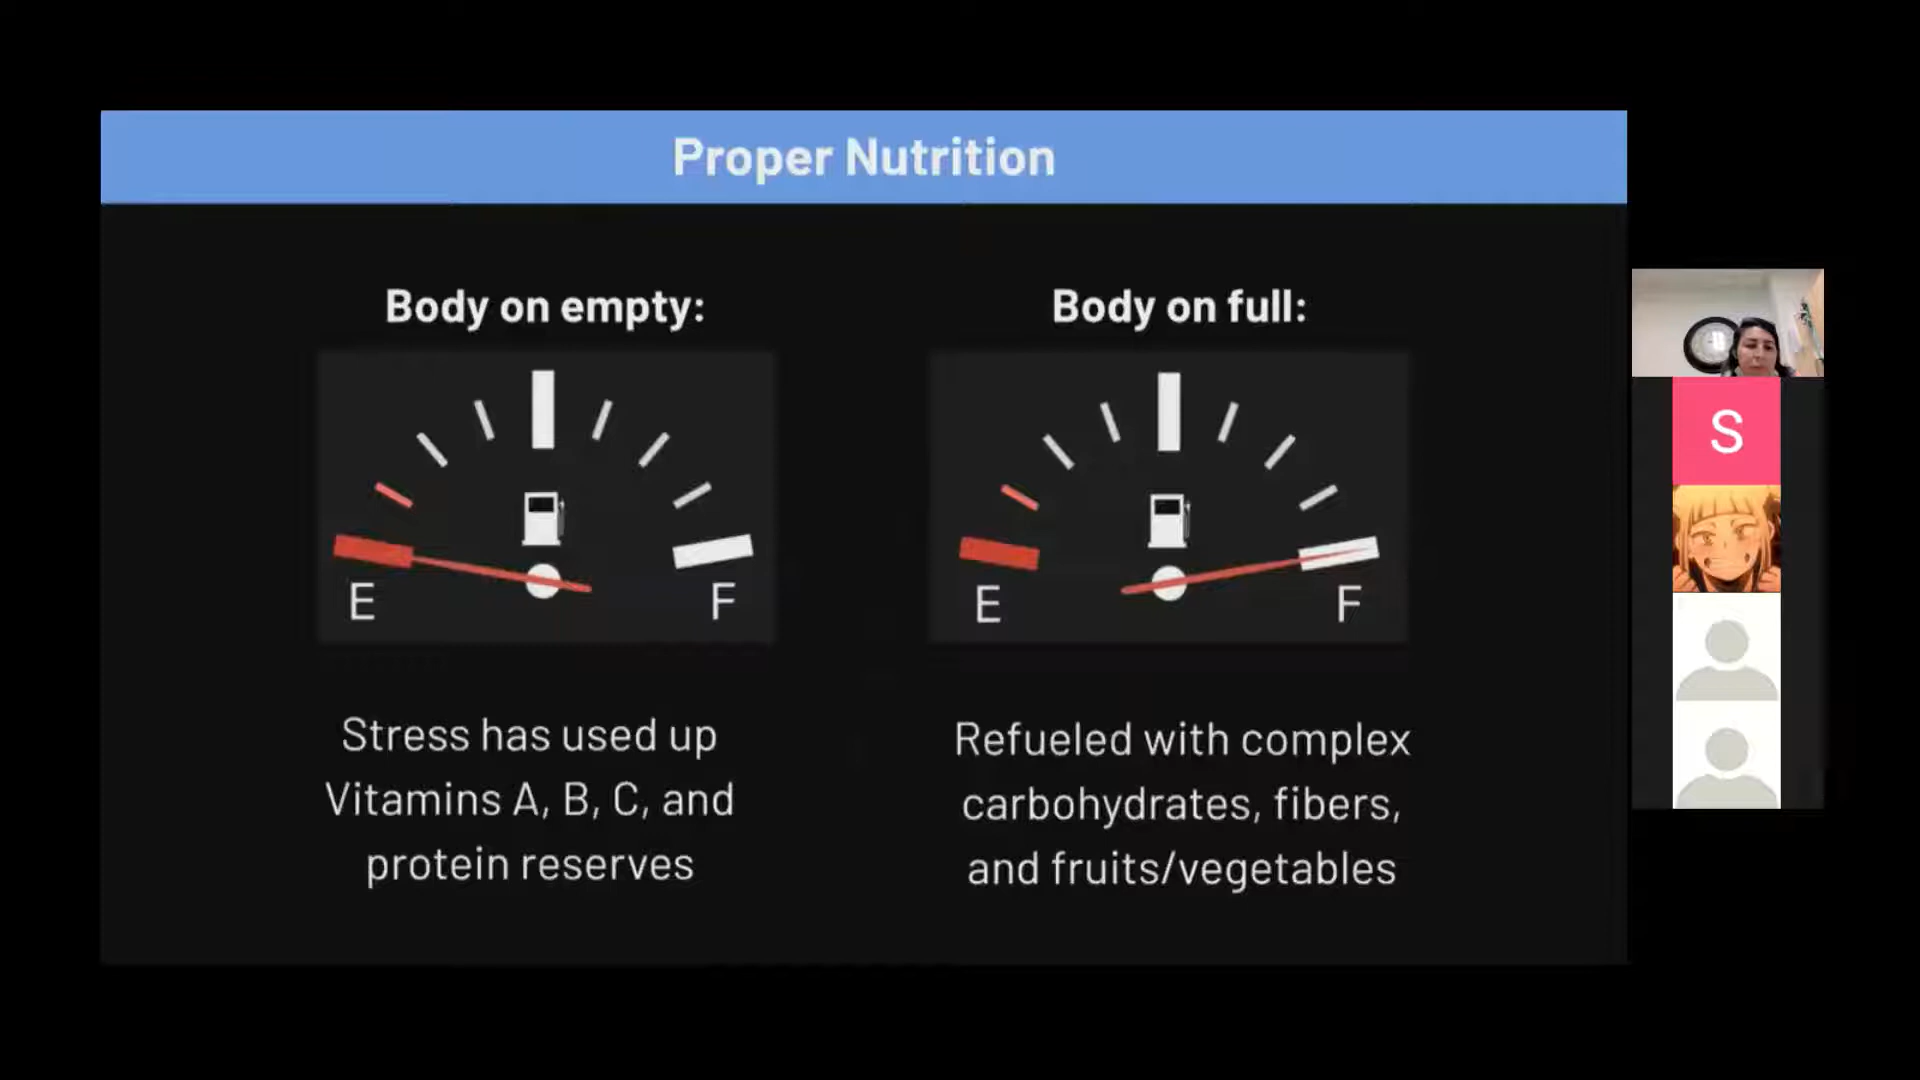 Proper Nutrition
Body on empty:
E
F
Stress has used up
Vitamins A, B, C, and
protein reserves
Body on full:
E
F
Refueled with complex
carbohydrates, fibers,
and fruits/vegetables
S